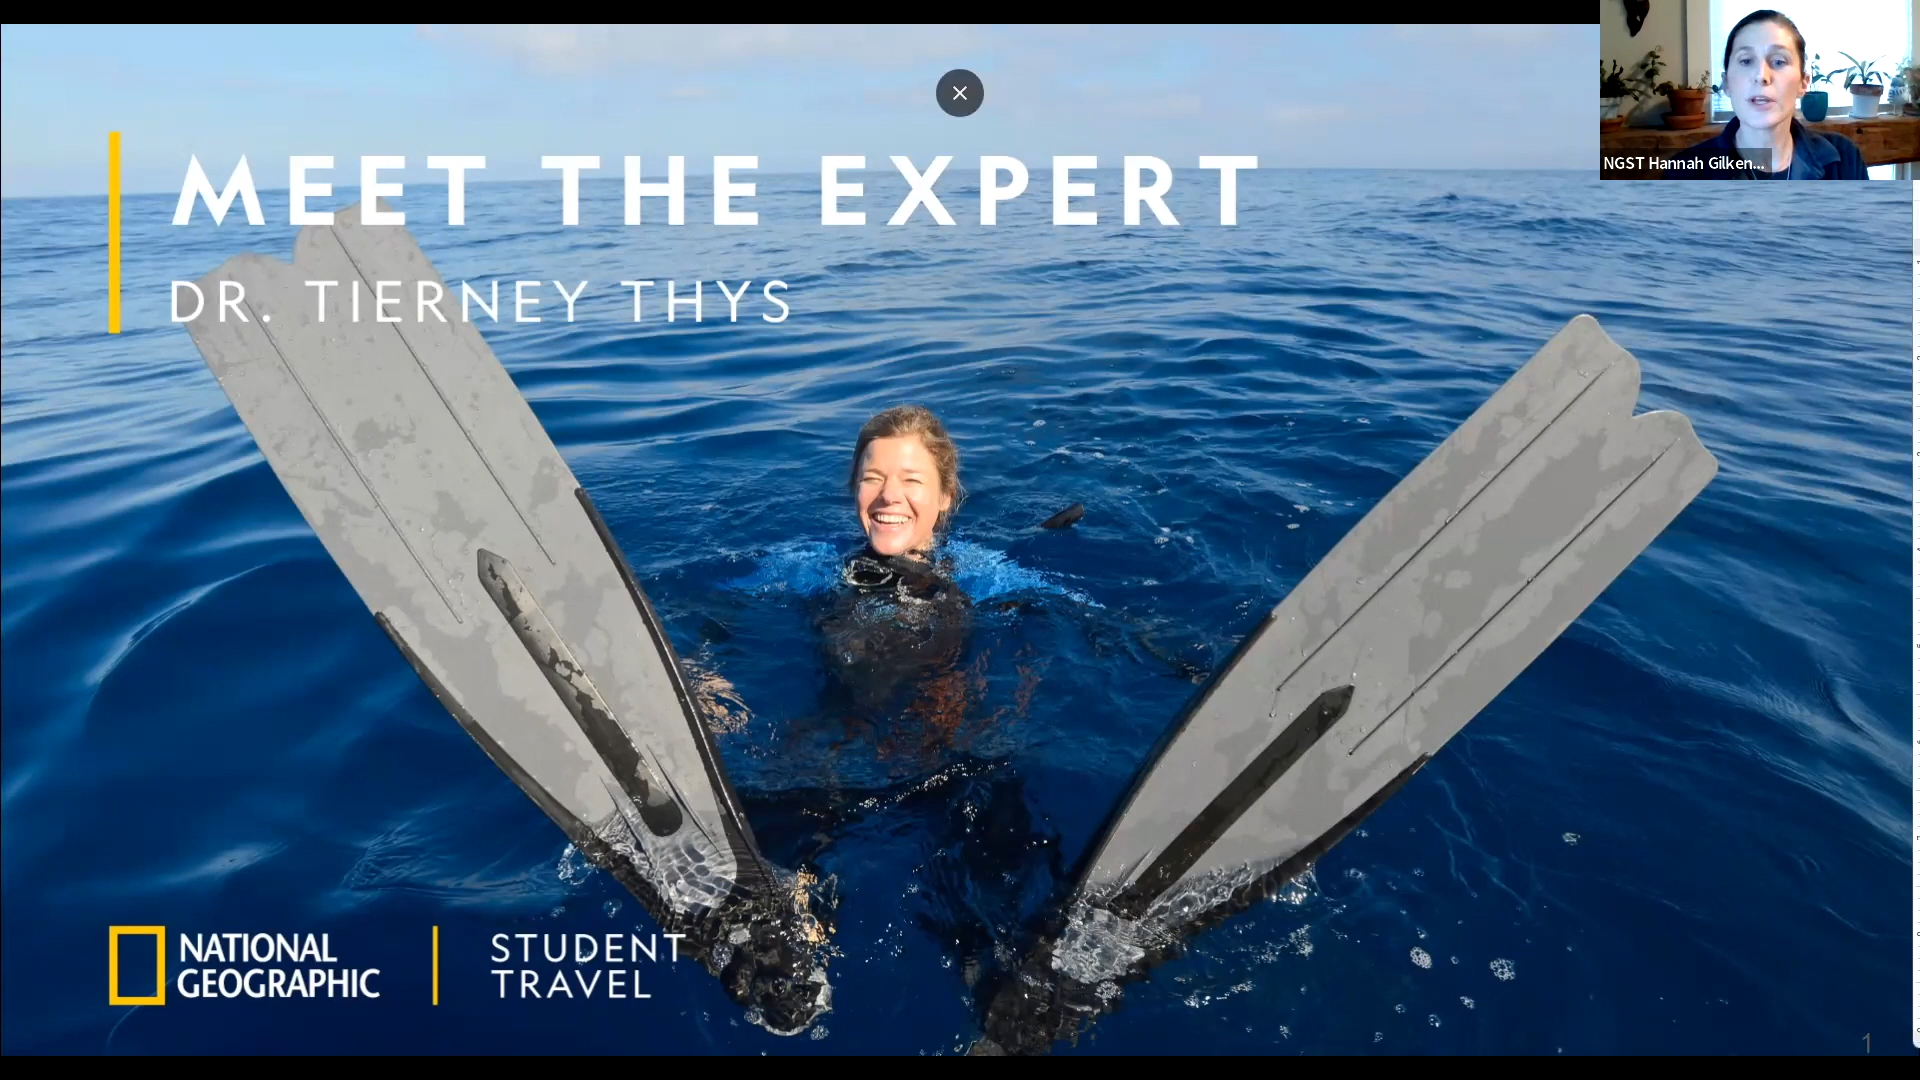 MEET THE EXPERT
DR. TIERNEY THYS
NGST Hannah Gilken...
NATIONAL
GEOGRAPHIC
STUDENT
TRAVEL
1